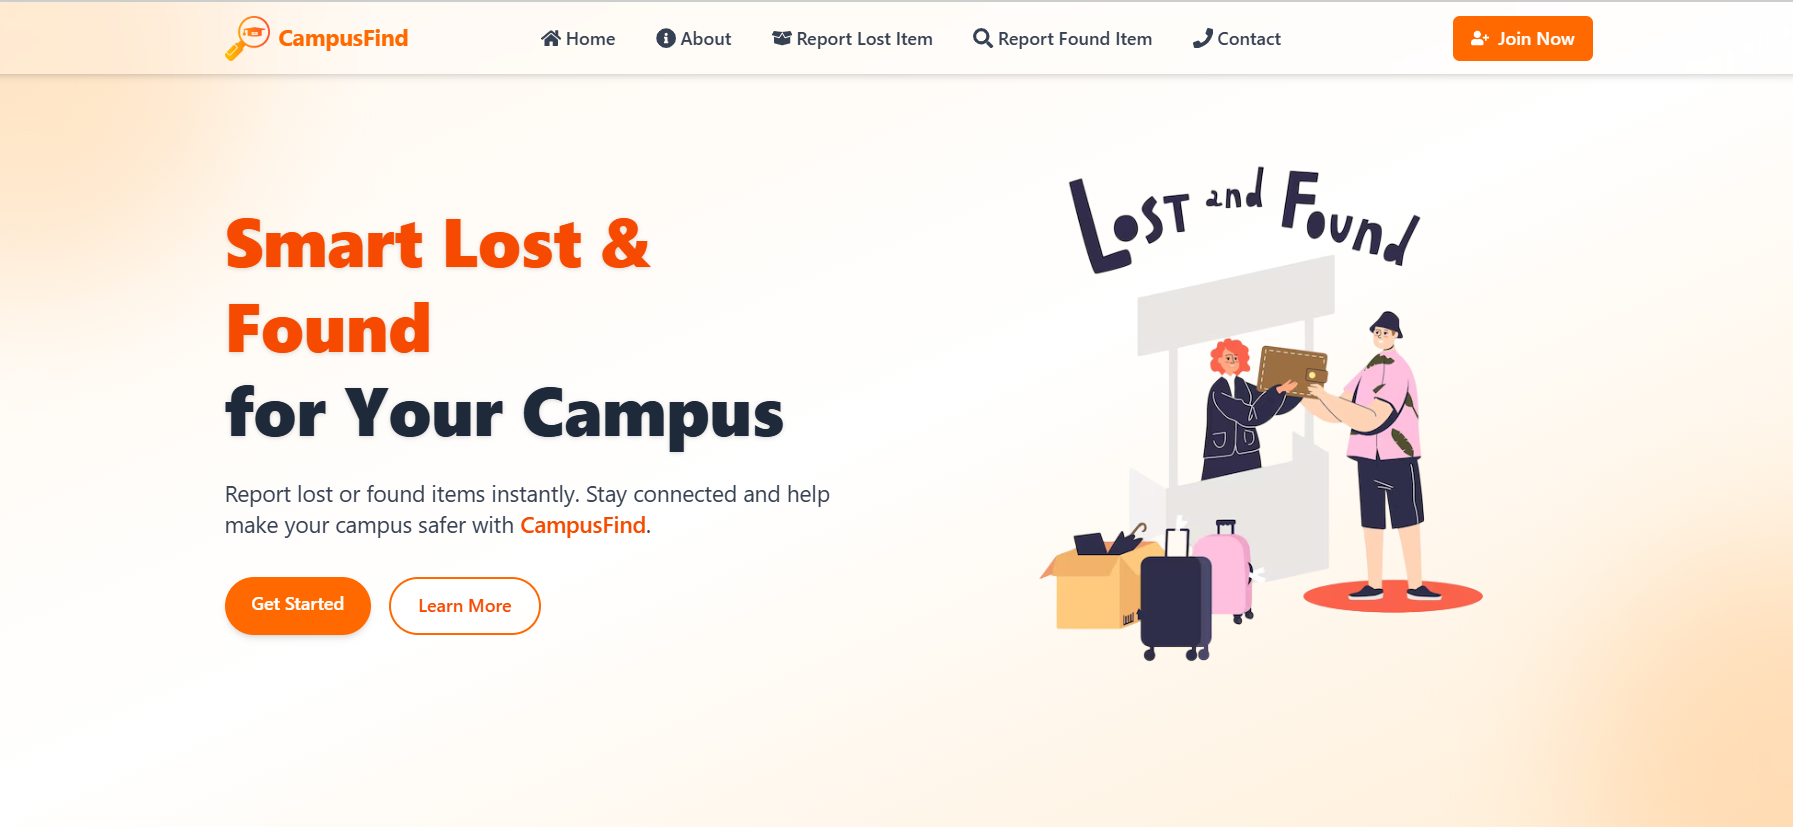 CampusFind
Home
About
Report Lost Item
Report Found Item
Contact
Join Now
Smart Lost &
Found
for Your Campus
Report lost or found items instantly. Stay connected and help
make your campus safer with CampusFind.
Get Started
Learn More
Lost and Found